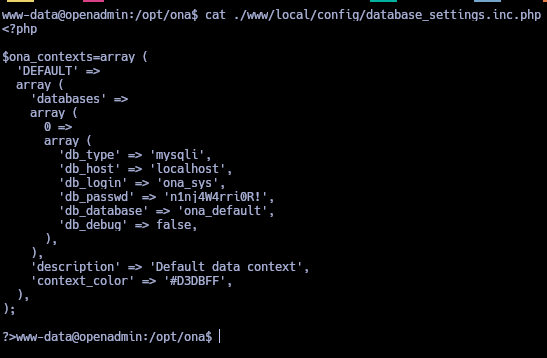 www-data@openadmin:/opt/ona$ cat ./www/local/config/database_settings.inc.php
<?php

$ona_contexts=array (
  'DEFAULT' =>
  array (
    'databases' =>
    array (
      0 =>
      array (
        'db_type' => 'mysqli',
        'db_host' => 'localhost',
        'db_login' => 'ona_sys',
        'db_passwd' => 'n1nj4W4rri0R!',
        'db_database' => 'ona_default',
        'db_debug' => false,
      ),
    ),
    'description' => 'Default data context',
    'context_color' => '#D3DBFF',
  ),
);

?>www-data@openadmin:/opt/ona$